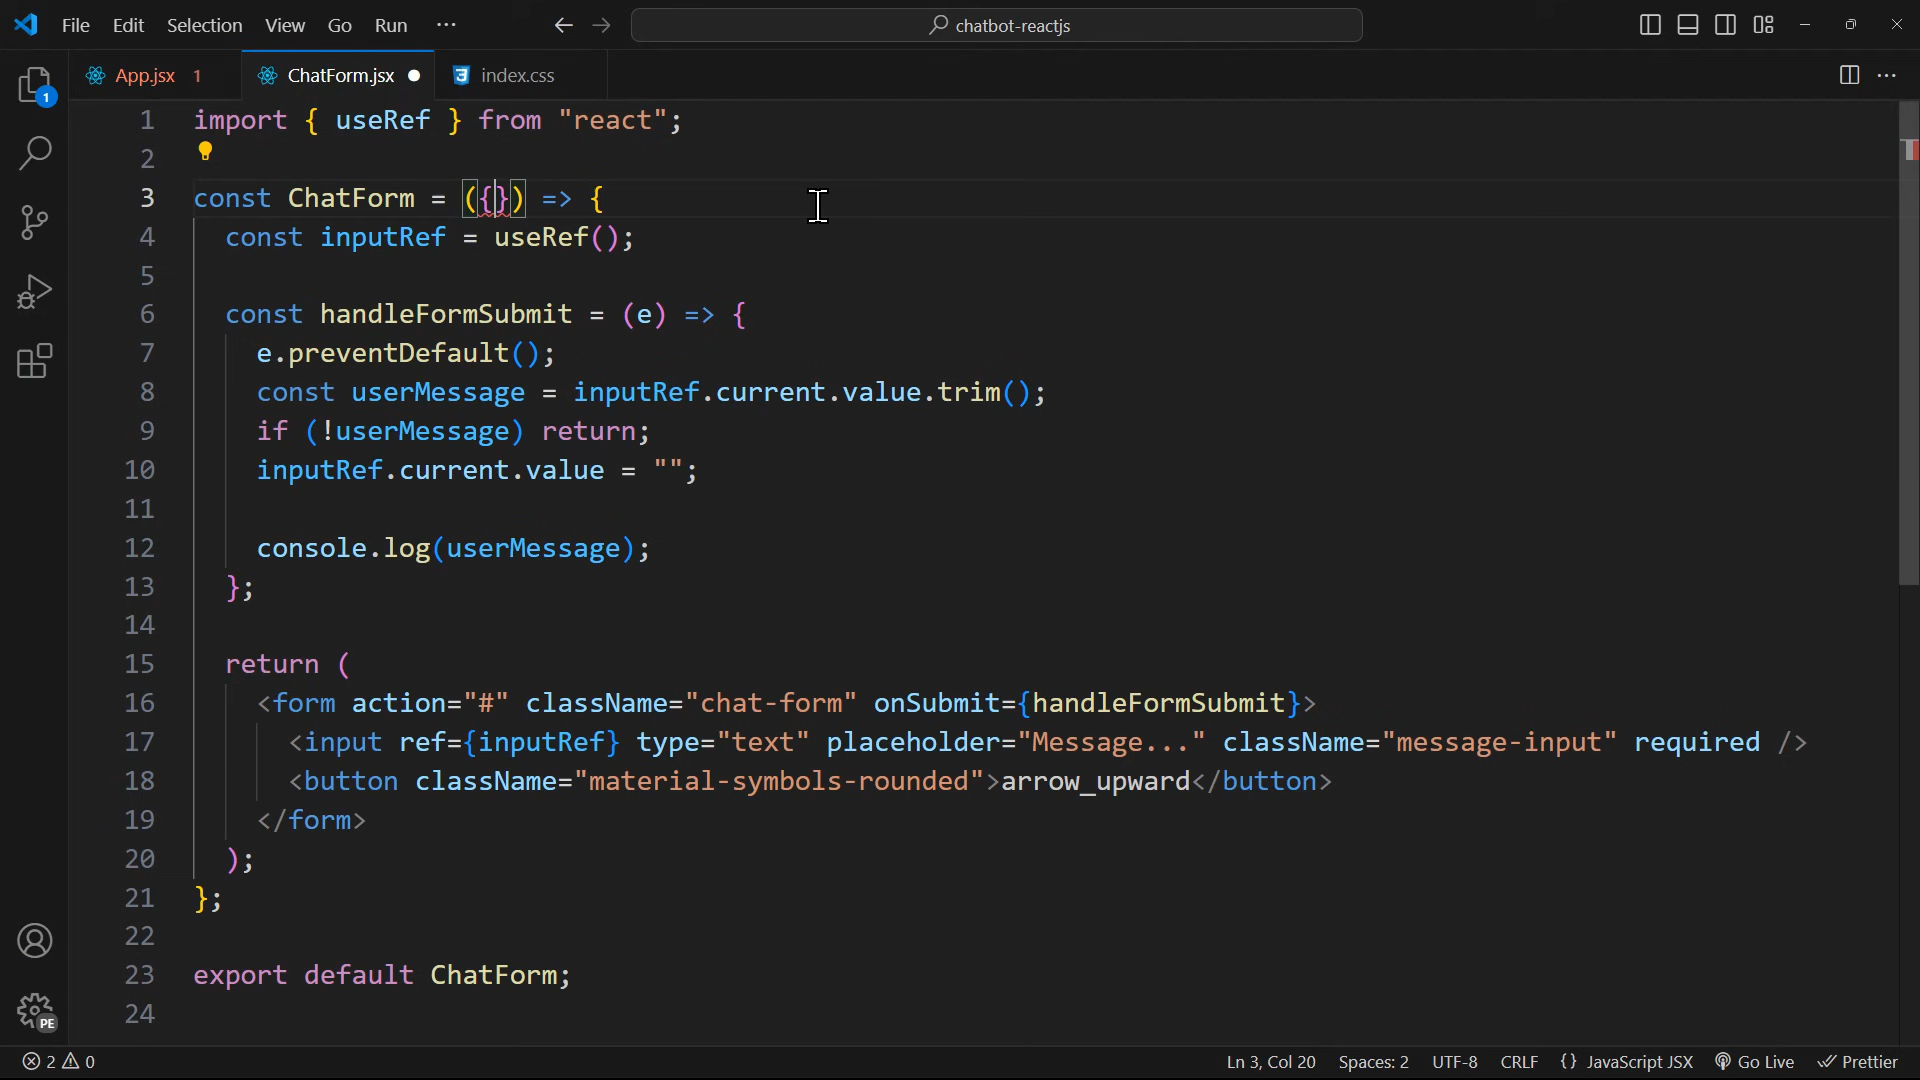 File Edit Selection View Go Run ···
chatbot-reactjs
App.jsx 1
ChatForm.jsx
index.css
1
1 import { useRef } from "react";
2
3 const ChatForm = ({}) => {
4 const inputRef = useRef();
5
6 const handleFormSubmit = (e) => {
7 e.preventDefault();
8 const userMessage = inputRef.current.value.trim();
9 if (!userMessage) return;
10 inputRef.current.value = "";
11
12 console.log(userMessage);
13 };
14
15 return (
16 <form action="#" className="chat-form" onSubmit={handleFormSubmit}>
17 <input ref={inputRef} type="text" placeholder="Message..." className="message-input" required />
18 <button className="material-symbols-rounded">arrow_upward</button>
19 </form>
20 );
21 };
22
23 export default ChatForm;
24
PE
2 0 Ln 3, Col 20 Spaces: 2 UTF-8 CRLF {} JavaScript JSX Go Live Prettier